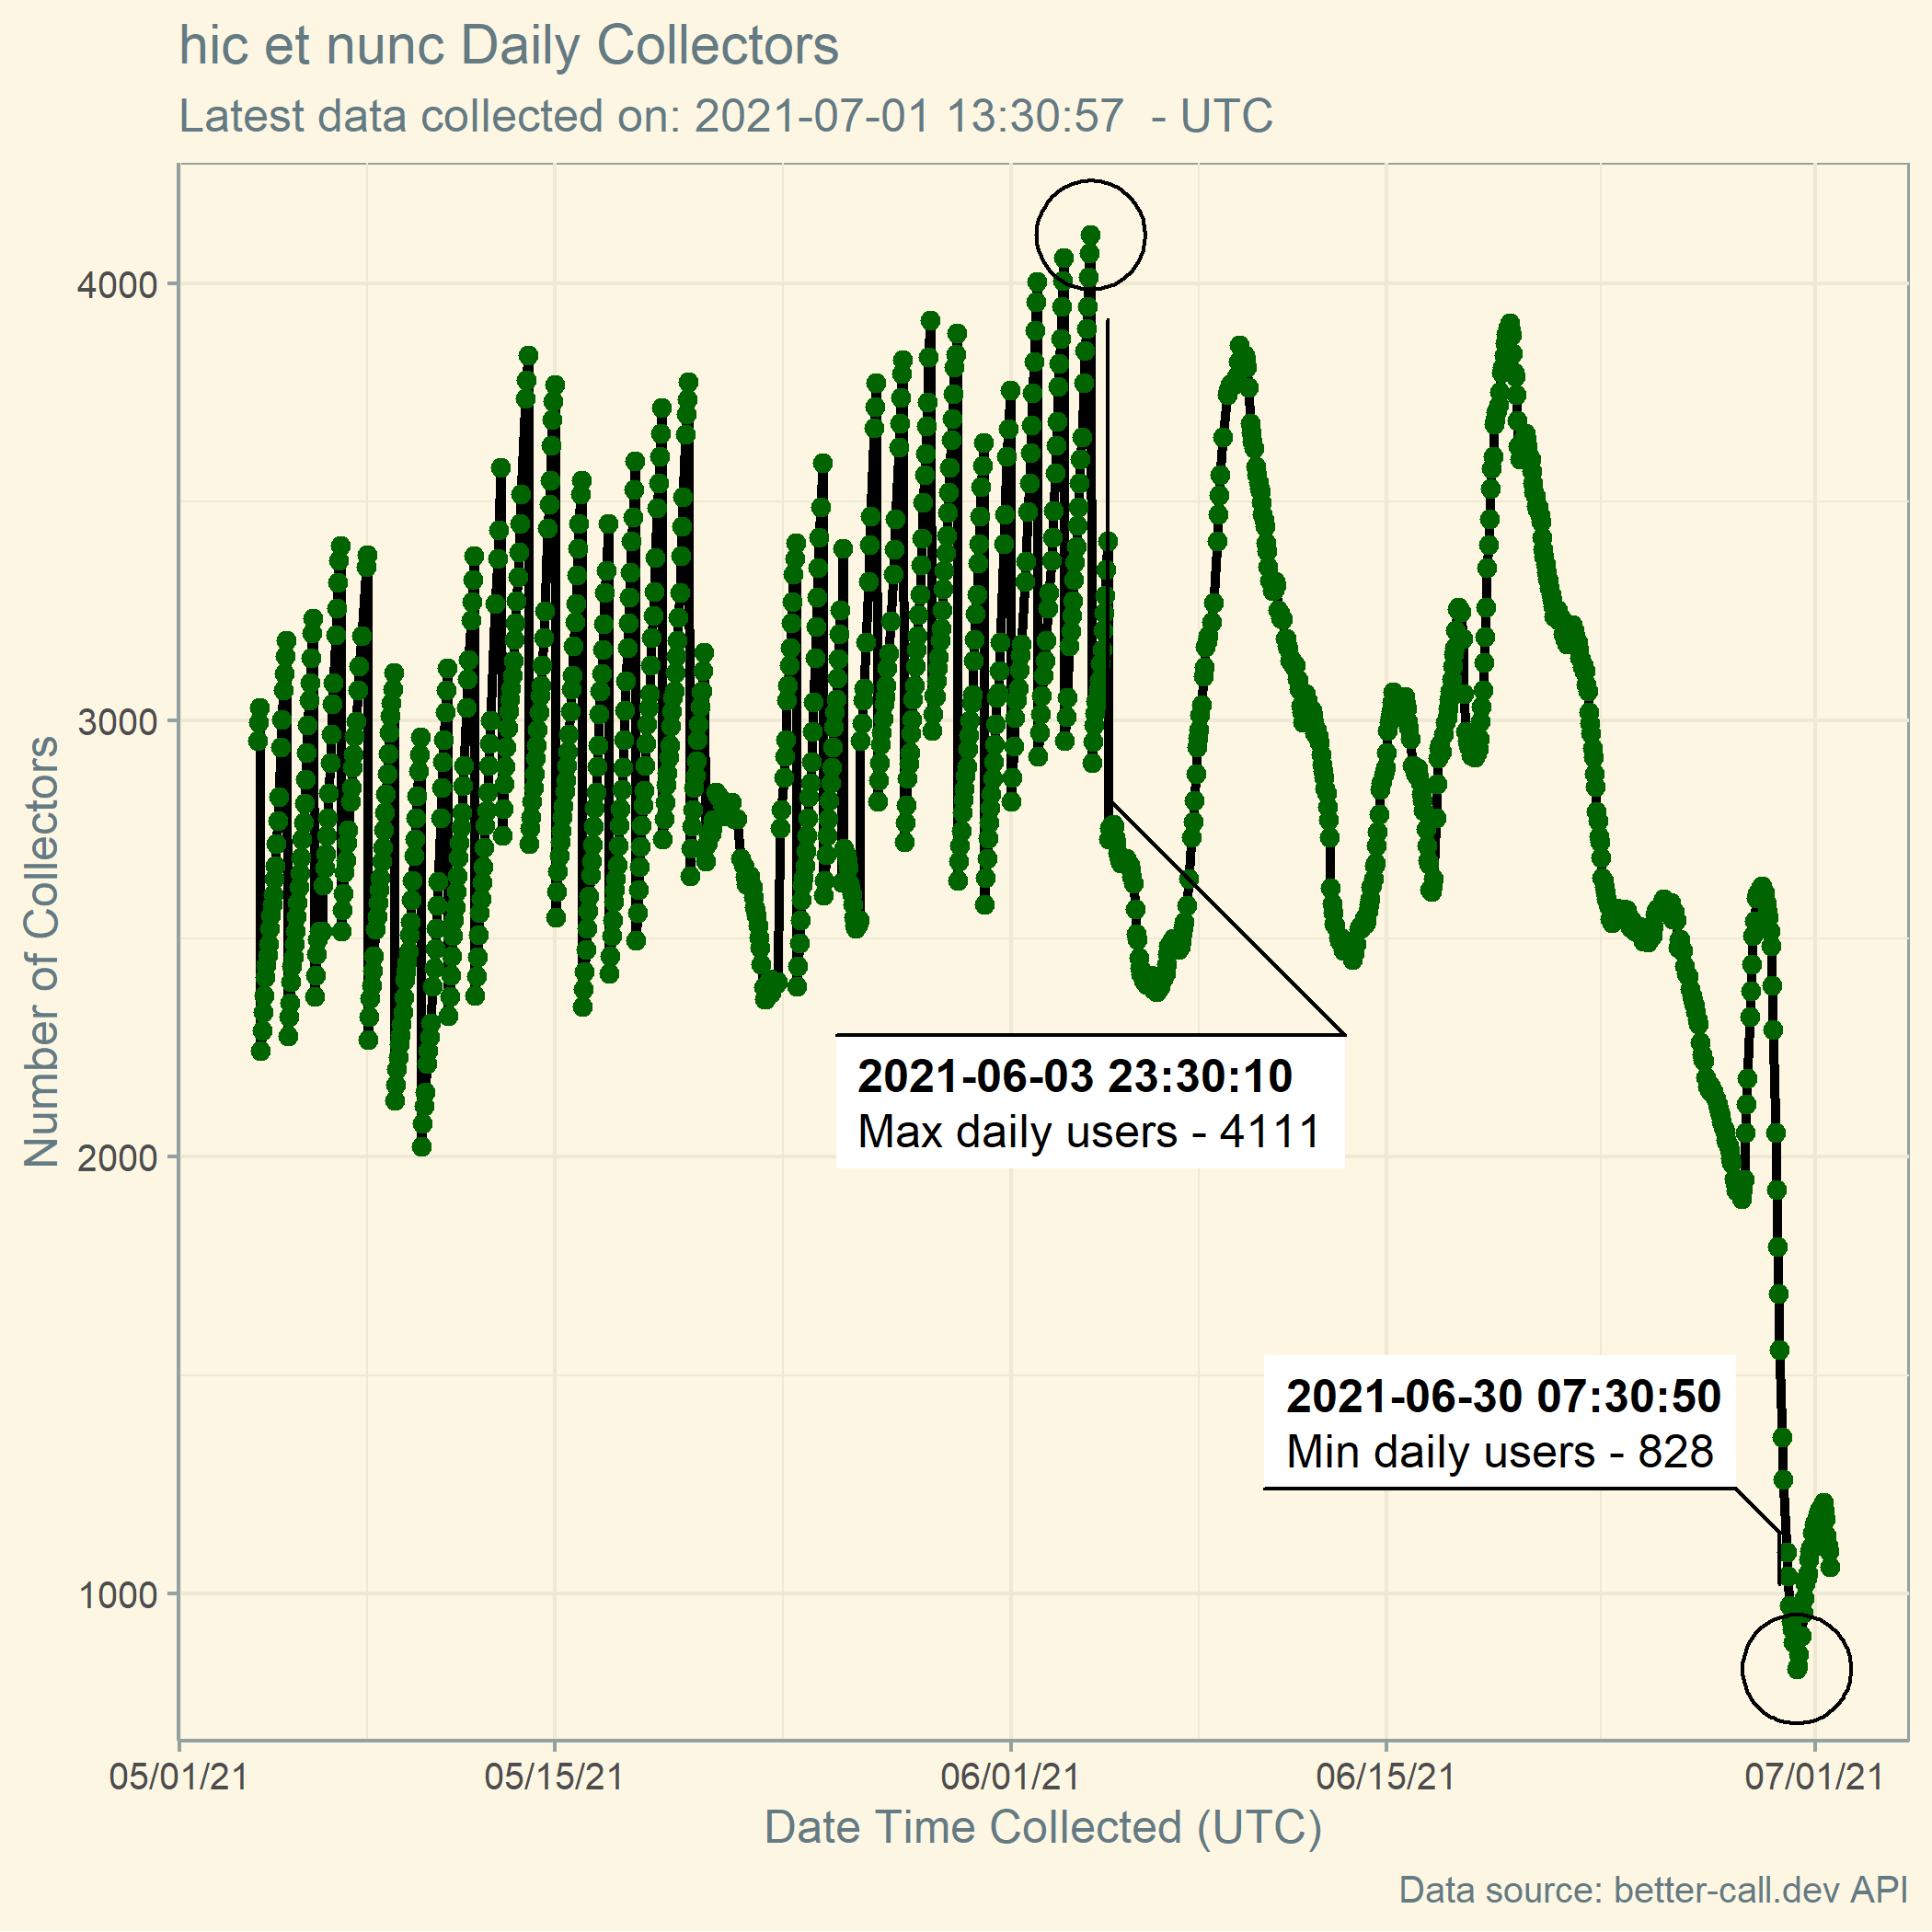 hic et nunc Daily Collectors
Latest data collected on: 2021-07-01 13:30:57  - UTC
Number of Collectors
4000
3000
2000
1000
2021-06-03 23:30:10
Max daily users - 4111
2021-06-30 07:30:50
Min daily users - 828
05/01/21
05/15/21
06/01/21
06/15/21
07/01/21
Date Time Collected (UTC)
Data source: better-call.dev API